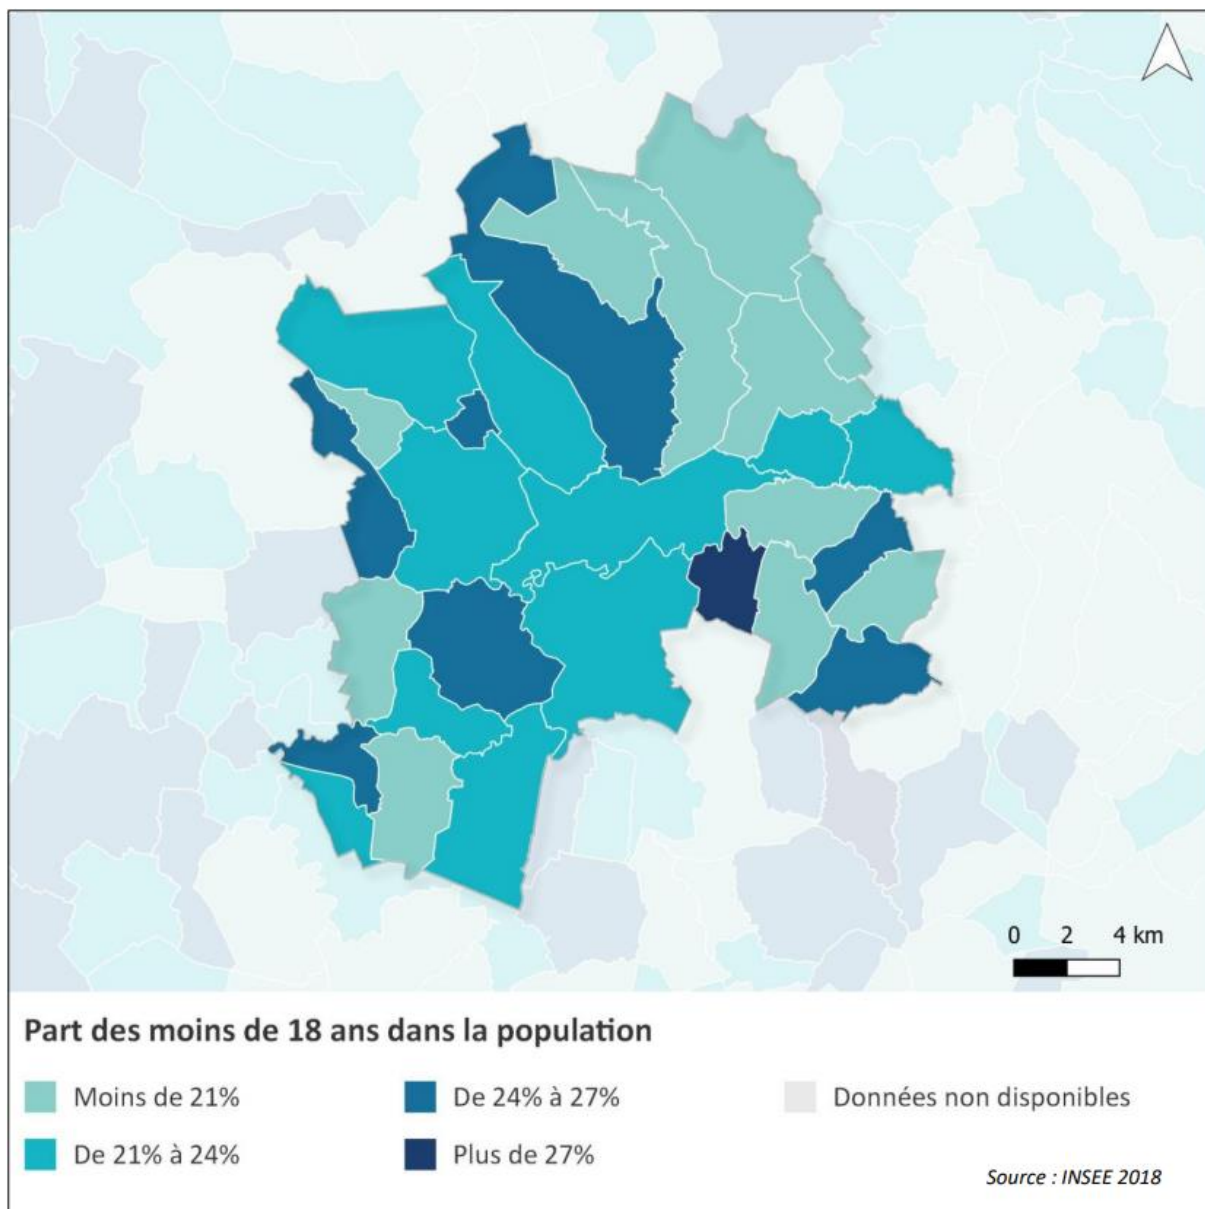 0 2 4 km
Part des moins de 18 ans dans la population
Moins de 21%
De 24% à 27%
Données non disponibles
De 21% à 24%
Plus de 27%
Source : INSEE 2018